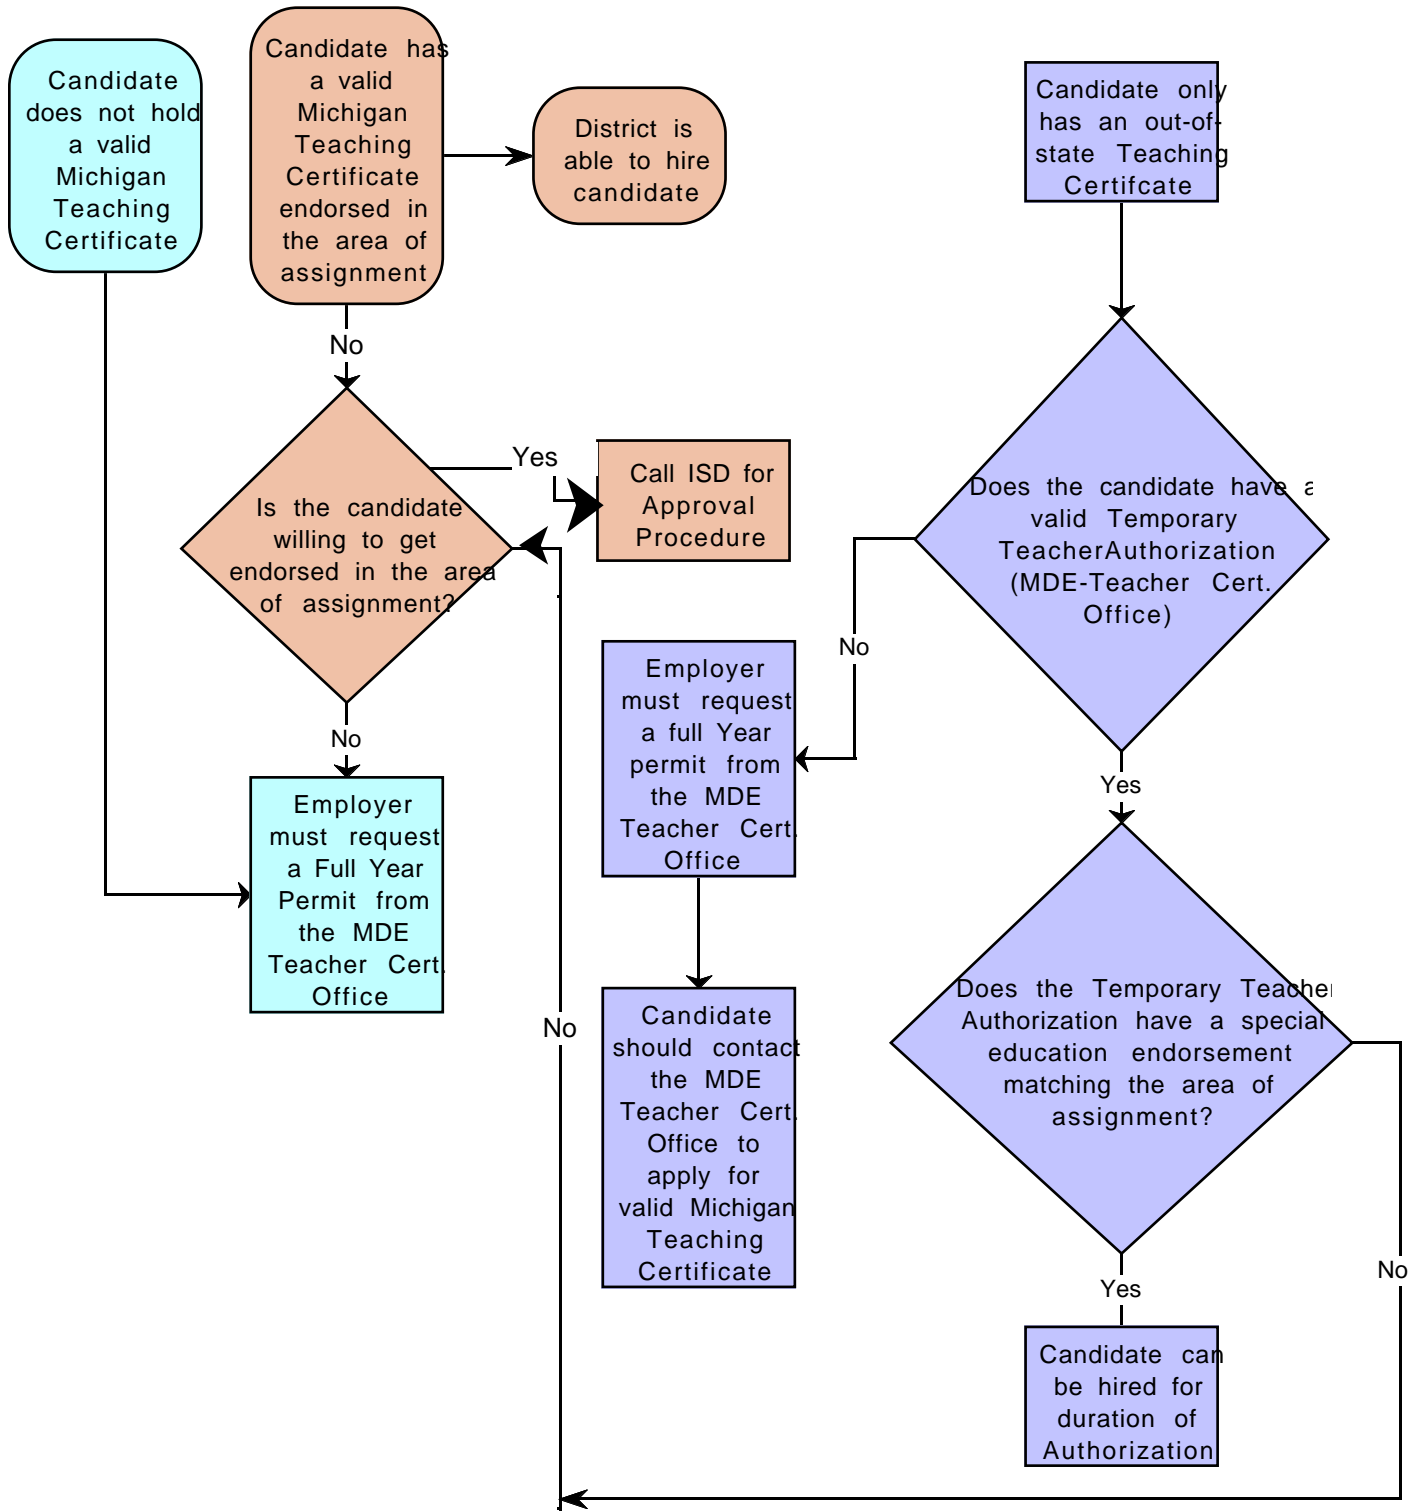 Candidate
does not hold
a valid
Michigan
Teaching
Certificate
Candidate has
a valid
Michigan
Teaching
Certificate
endorsed in
the area of
assignment
District is
able to hire
candidate
Candidate only
has an out-of-
state Teaching
Certifcate
No
Is the candidate
willing to get
endorsed in the area
of assignment?
Yes
Call ISD for
Approval
Procedure
Does the candidate have a
valid Temporary
TeacherAuthorization
(MDE-Teacher Cert.
Office)
No
Employer
must request
a full Year
permit from
the MDE
Teacher Cert.
Office
No
Employer
must request
a Full Year
Permit from
the MDE
Teacher Cert.
Office
Yes
Does the Temporary Teacher
Authorization have a special
education endorsement
matching the area of
assignment?
No
Candidate
should contact
the MDE
Teacher Cert.
Office to
apply for
valid Michigan
Teaching
Certificate
No
Yes
Candidate can
be hired for
duration of
Authorization